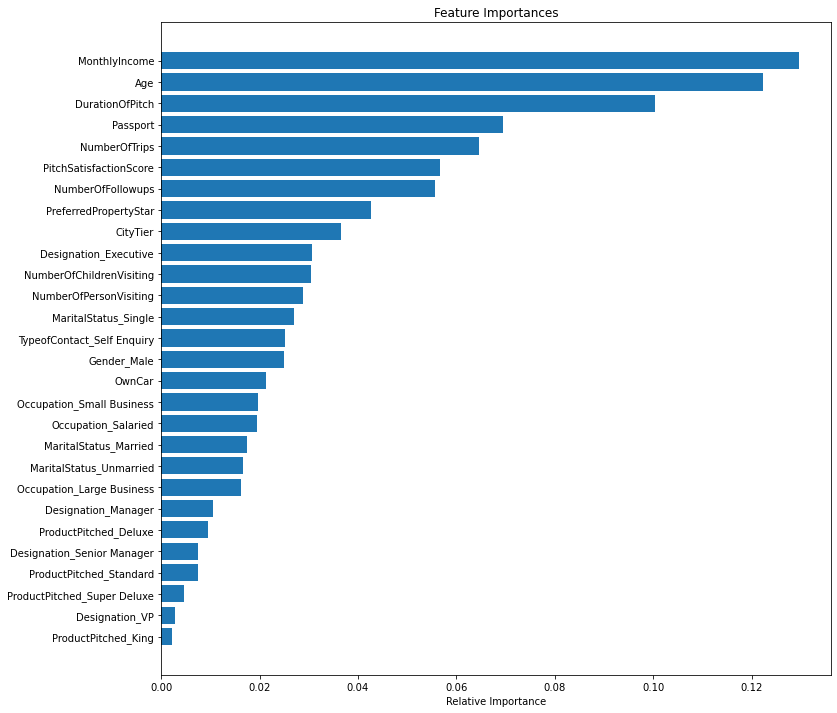 Feature Importances
MonthlyIncome
Age
DurationOfPitch
Passport
NumberOfTrips
PitchSatisfactionScore
NumberOfFollowups
PreferredPropertyStar
CityTier
Designation_Executive
NumberOfChildrenVisiting
NumberOfPersonVisiting
MaritalStatus_Single
TypeofContact_Self Enquiry
Gender_Male
OwnCar
Occupation_Small Business
Occupation_Salaried
MaritalStatus_Married
MaritalStatus_Unmarried
Occupation_Large Business
Designation_Manager
ProductPitched_Deluxe
Designation_Senior Manager
ProductPitched_Standard
ProductPitched_Super Deluxe
Designation_VP
ProductPitched_King
0.00 0.02 0.04 0.06 0.08 0.10 0.12
Relative Importance